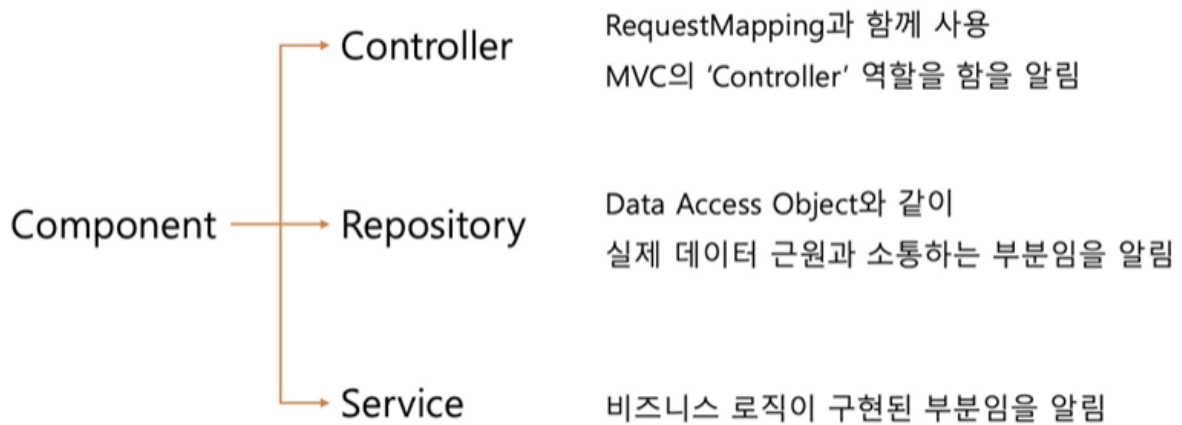 Controller
RequestMapping과 함께 사용
MVC의 ‘Controller’ 역할을 함을 알림
Component
Repository
Data Access Object와 같이
실제 데이터 근원과 소통하는 부분임을 알림
Service
비즈니스 로직이 구현된 부분임을 알림